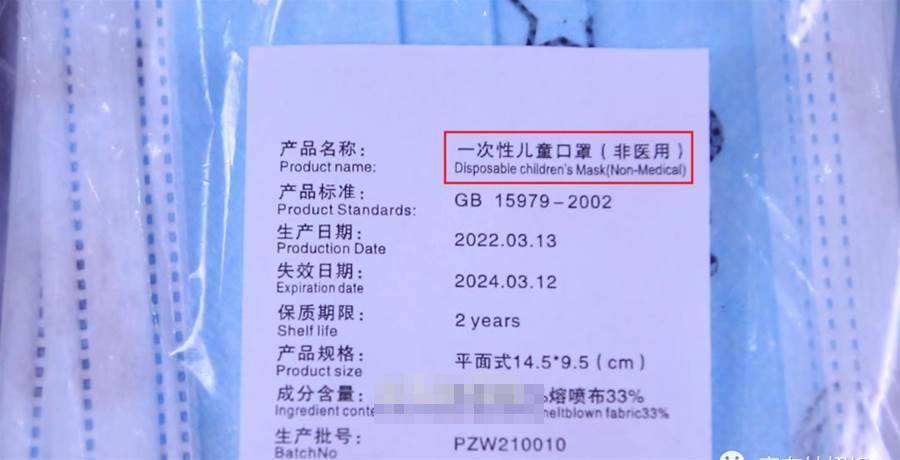 产品名称： 一次性儿童口罩（非医用）
Product name: Disposable children's Mask(Non-Medical)
产品标准： GB 15979-2002
Product Standards:
生产日期： 2022.03.13
Production Date
失效日期： 2024.03.12
Expiration date
保质期限： 2 years
Shelf life
产品规格： 平面式14.5*9.5（cm）
Product size
成分含量： %熔喷布33%
Ingredient conte meltblown fabric33%
生产批号： PZW210010
BatchNo